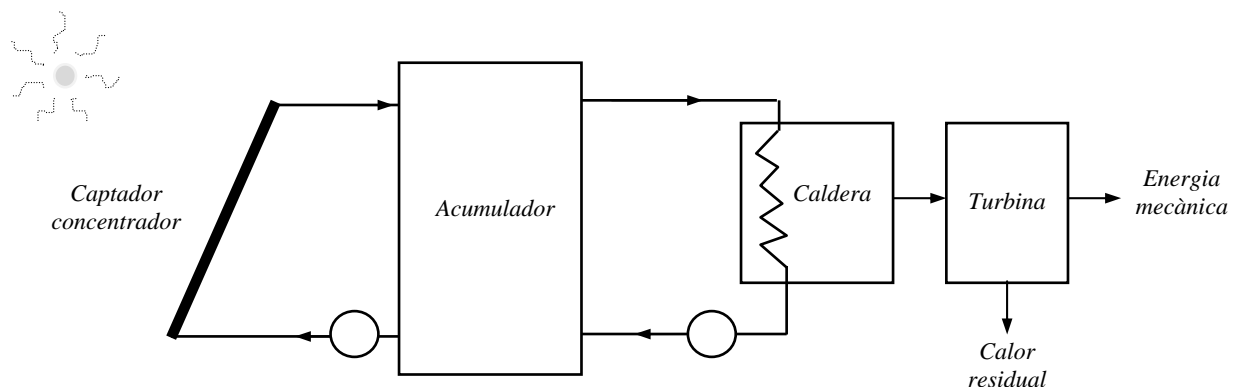 Captador
concentrador
Acumulador
Caldera
Turbina
Energia
mecànica
Calor
residual